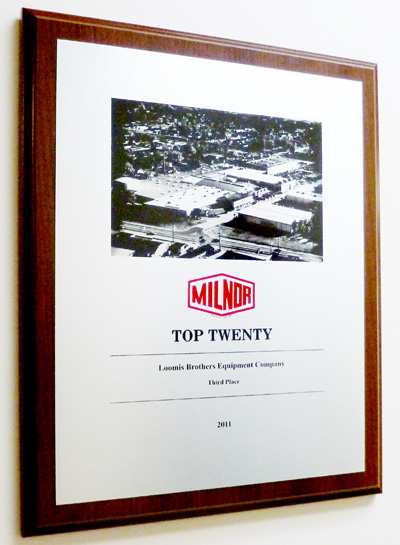 MILNOR
TOP TWENTY
Loomis Brothers Equipment Company
Third Place
2011